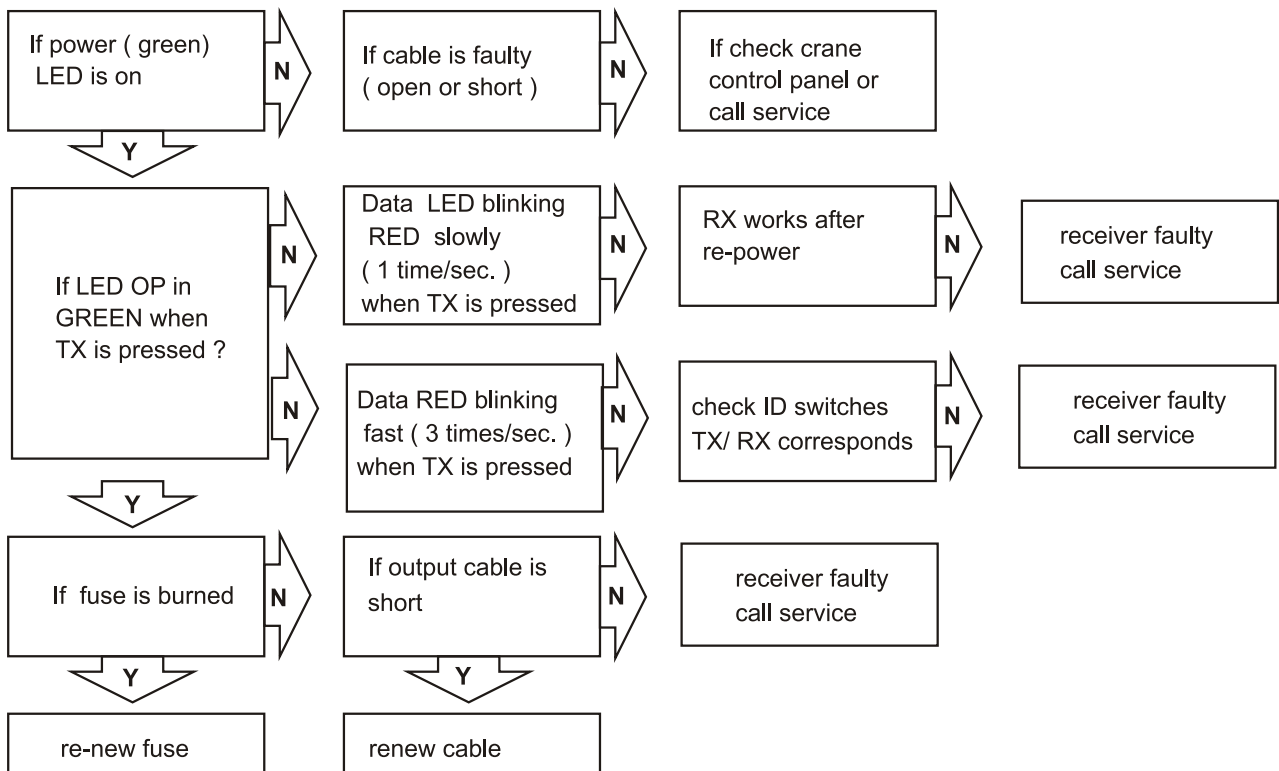 If power ( green)
LED is on
N
If cable is faulty
( open or short )
N
If check crane
control panel or
call service
Y
If LED OP in
GREEN when
TX is pressed ?
N
Data LED blinking
RED slowly
( 1 time/sec. )
when TX is pressed
N
RX works after
re-power
N
receiver faulty
call service
N
Data RED blinking
fast ( 3 times/sec. )
when TX is pressed
N
check ID switches
TX/ RX corresponds
N
receiver faulty
call service
Y
If fuse is burned
N
If output cable is
short
N
receiver faulty
call service
Y
Y
re-new fuse
renew cable